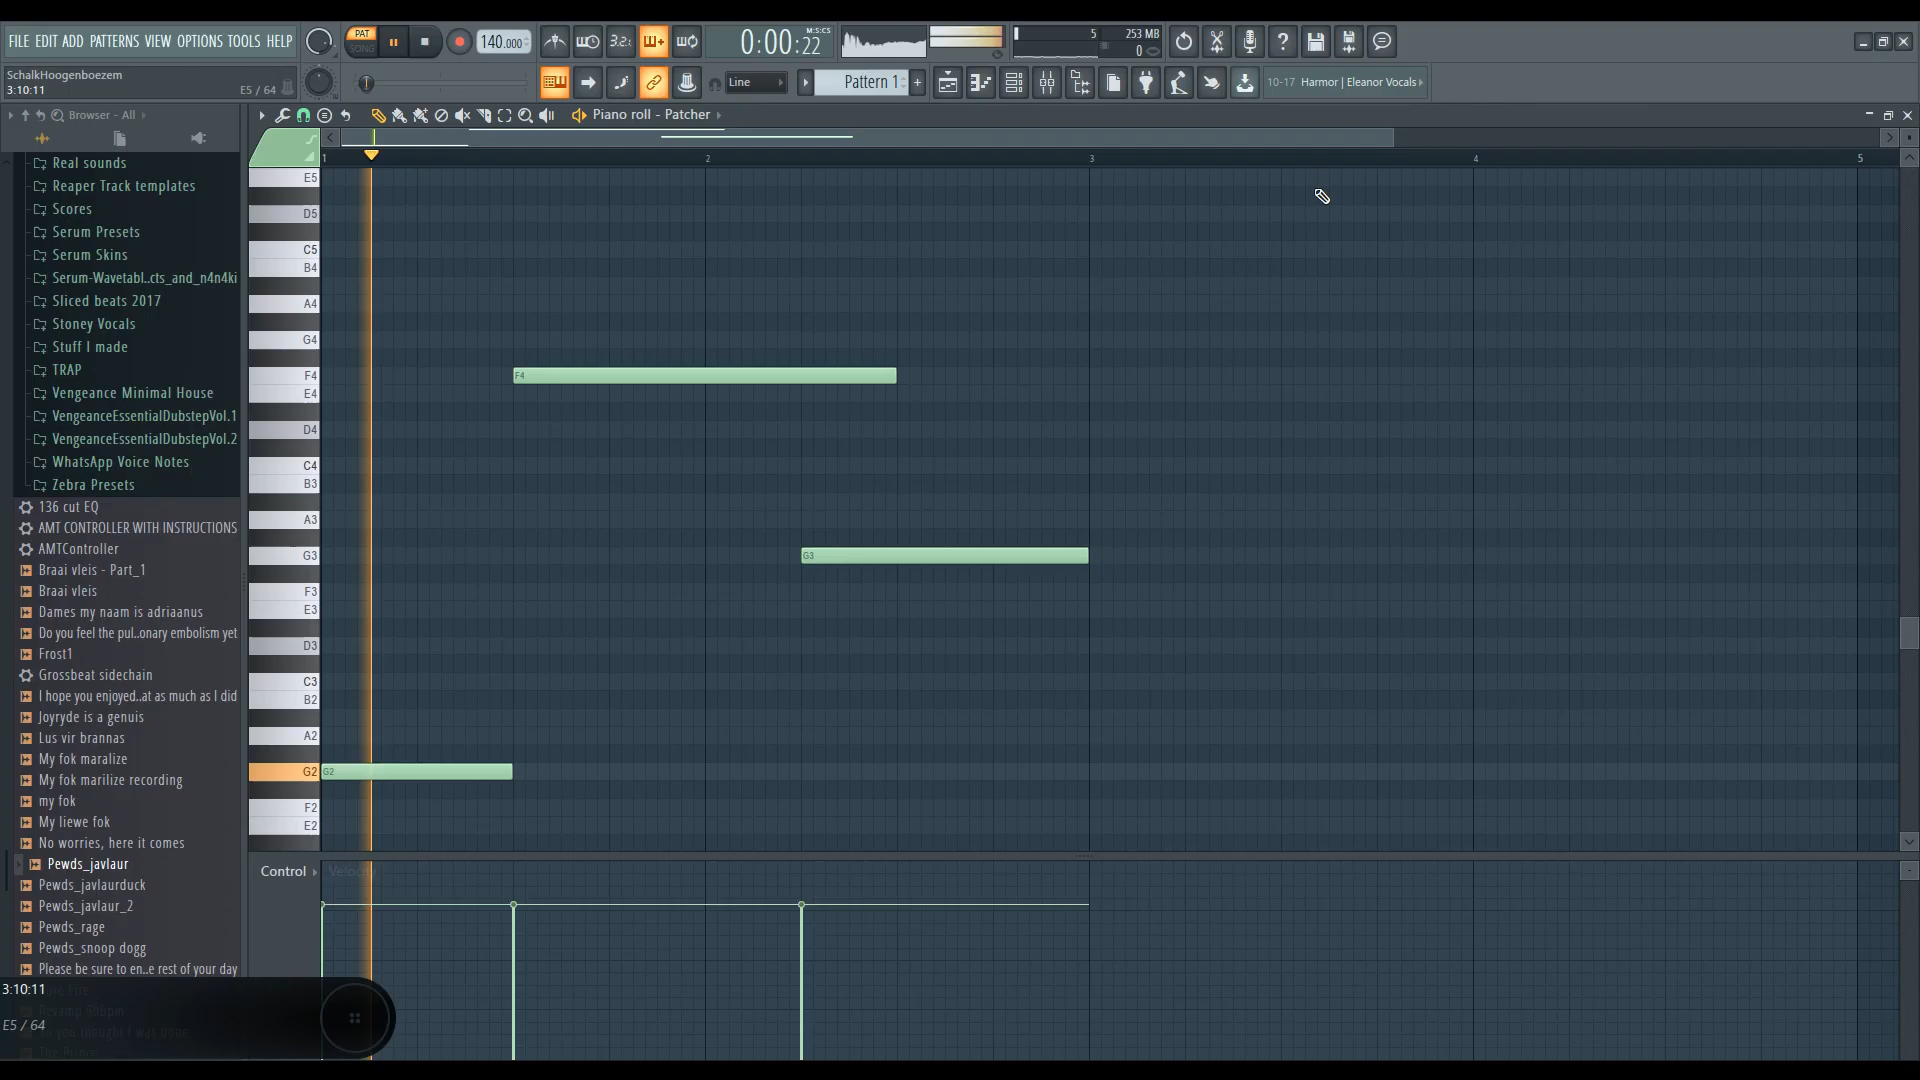 FILE EDIT ADD PATTERNS VIEW OPTIONS TOOLS HELP
PAT
SONG
140.000
3.2.
M:S:CS
0:00:22
5
253 MB
0
SchalkHoogenboezem
3:10:11
E5 / 64
Line
Pattern 1
+
10-17 Harmor | Eleanor Vocals
Browser - All
Piano roll - Patcher
Real sounds
Reaper Track templates
Scores
Serum Presets
Serum Skins
Serum-Wavetabl..cts_and_n4n4ki
Sliced beats 2017
Stoney Vocals
Stuff I made
TRAP
Vengeance Minimal House
VengeanceEssentialDubstepVol.1
VengeanceEssentialDubstepVol.2
WhatsApp Voice Notes
Zebra Presets
136 cut EQ
AMT CONTROLLER WITH INSTRUCTIONS
AMTController
Braai vleis - Part_1
Braai vleis
Dames my naam is adriaanus
Do you feel the pul..onary embolism yet
Frost1
Grossbeat sidechain
I hope you enjoyed..at as much as I did
Joyryde is a genuis
Lus vir brannas
My fok maralize
My fok marilize recording
my fok
My liewe fok
No worries, here it comes
Pewds_javlaur
Pewds_javlaurduck
Pewds_javlaur_2
Pewds_rage
Pewds_snoop dogg
Please be sure to en..e rest of your day
3:10:11
E5 / 64
1 2 3 4 5
E5
D5
C5
B4
A4
G4
F4 F4
E4
D4
C4
B3
A3
G3 G3
F3
E3
D3
C3
B2
A2
G2 G2
F2
E2
Control
Velocity